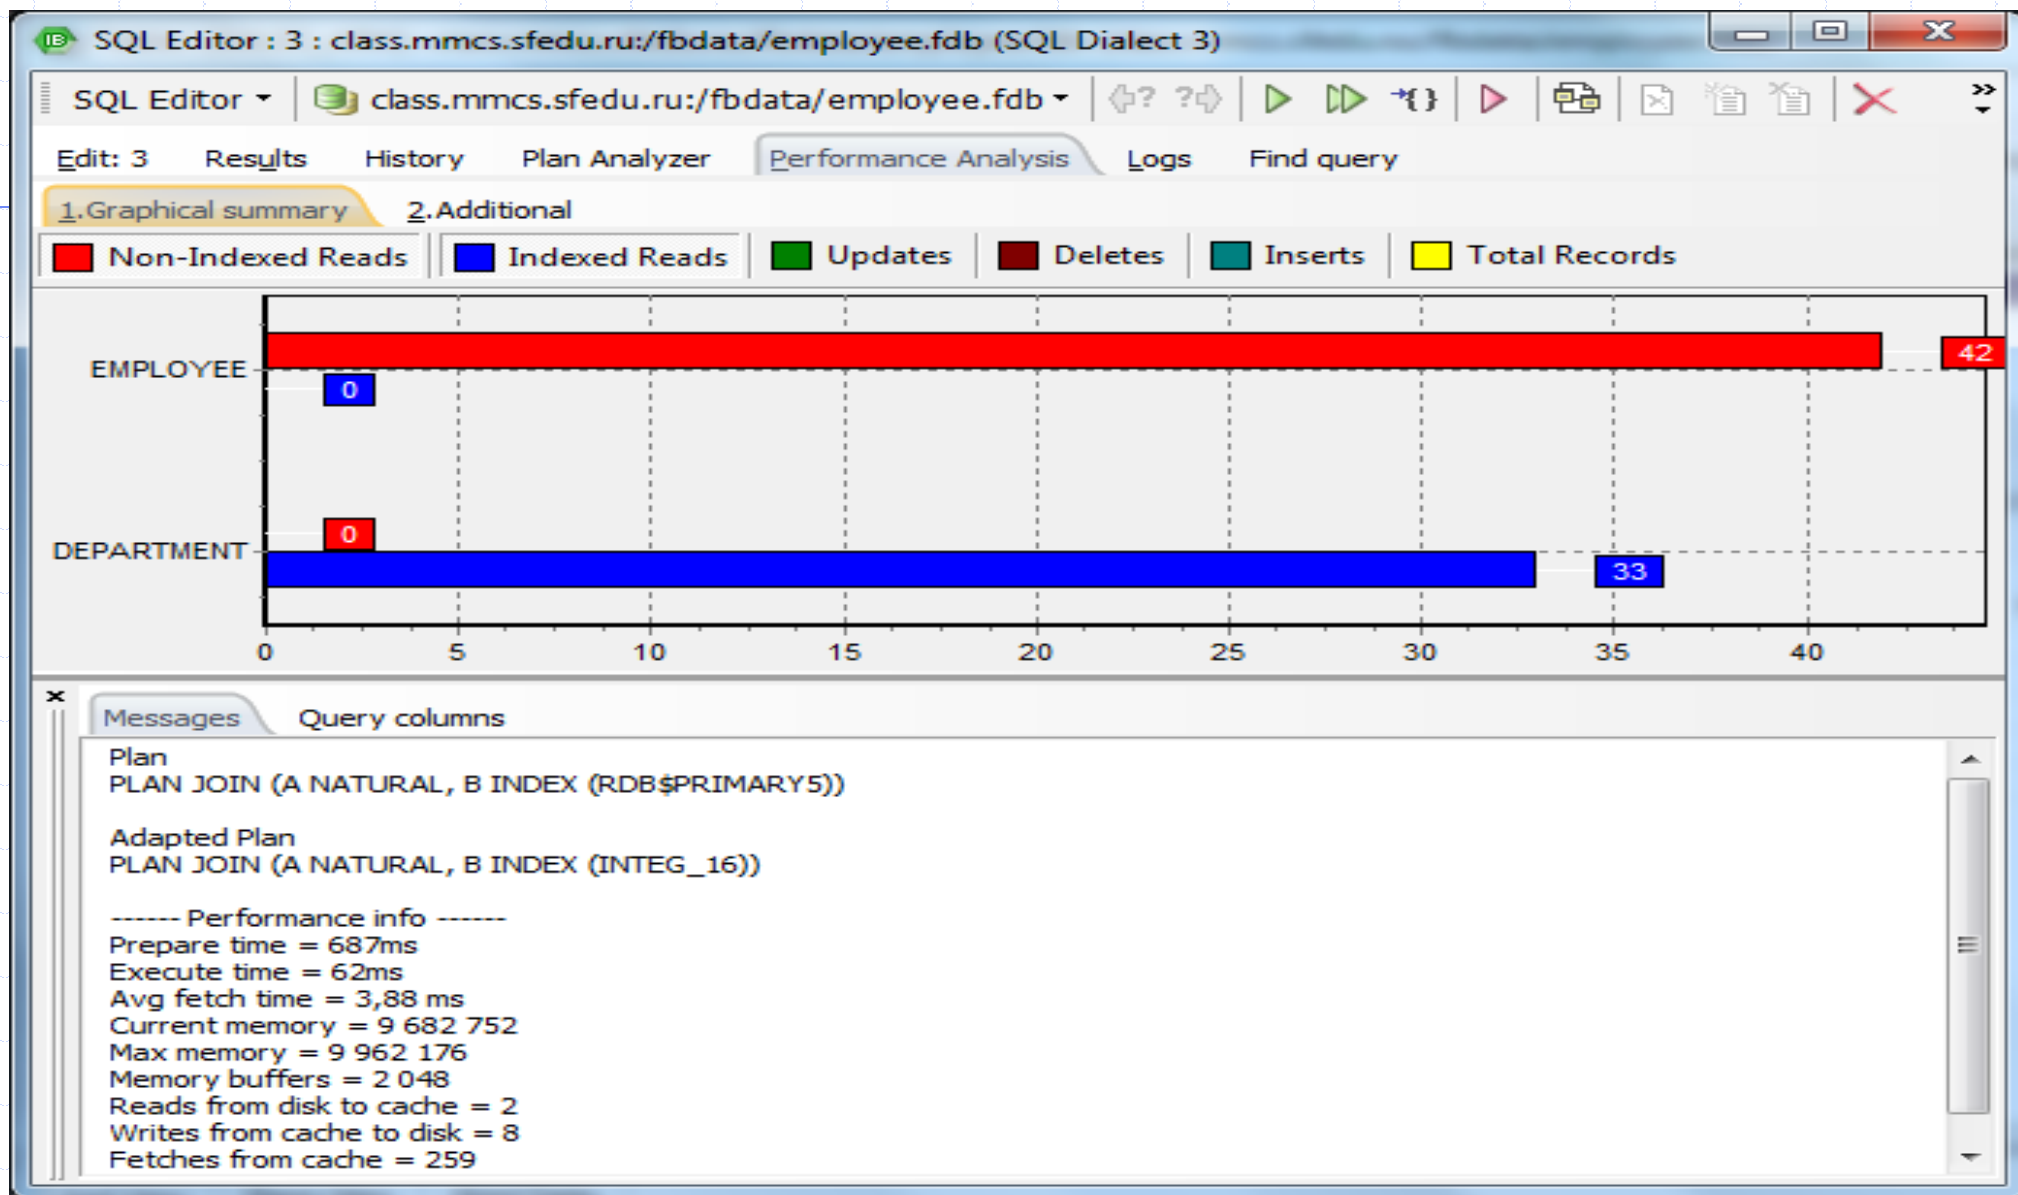 SQL Editor : 3 : class.mmcs.sfedu.ru:/fbdata/employee.fdb (SQL Dialect 3)
SQL Editor class.mmcs.sfedu.ru:/fbdata/employee.fdb
Edit: 3 Results History Plan Analyzer Performance Analysis Logs Find query
1.Graphical summary 2.Additional
Non-Indexed Reads Indexed Reads Updates Deletes Inserts Total Records
42
EMPLOYEE
0
0
DEPARTMENT
33
0 5 10 15 20 25 30 35 40
Messages Query columns
Plan
PLAN JOIN (A NATURAL, B INDEX (RDB$PRIMARY5))
Adapted Plan
PLAN JOIN (A NATURAL, B INDEX (INTEG_16))
------ Performance info ------
Prepare time = 687ms
Execute time = 62ms
Avg fetch time = 3,88 ms
Current memory = 9 682 752
Max memory = 9 962 176
Memory buffers = 2 048
Reads from disk to cache = 2
Writes from cache to disk = 8
Fetches from cache = 259